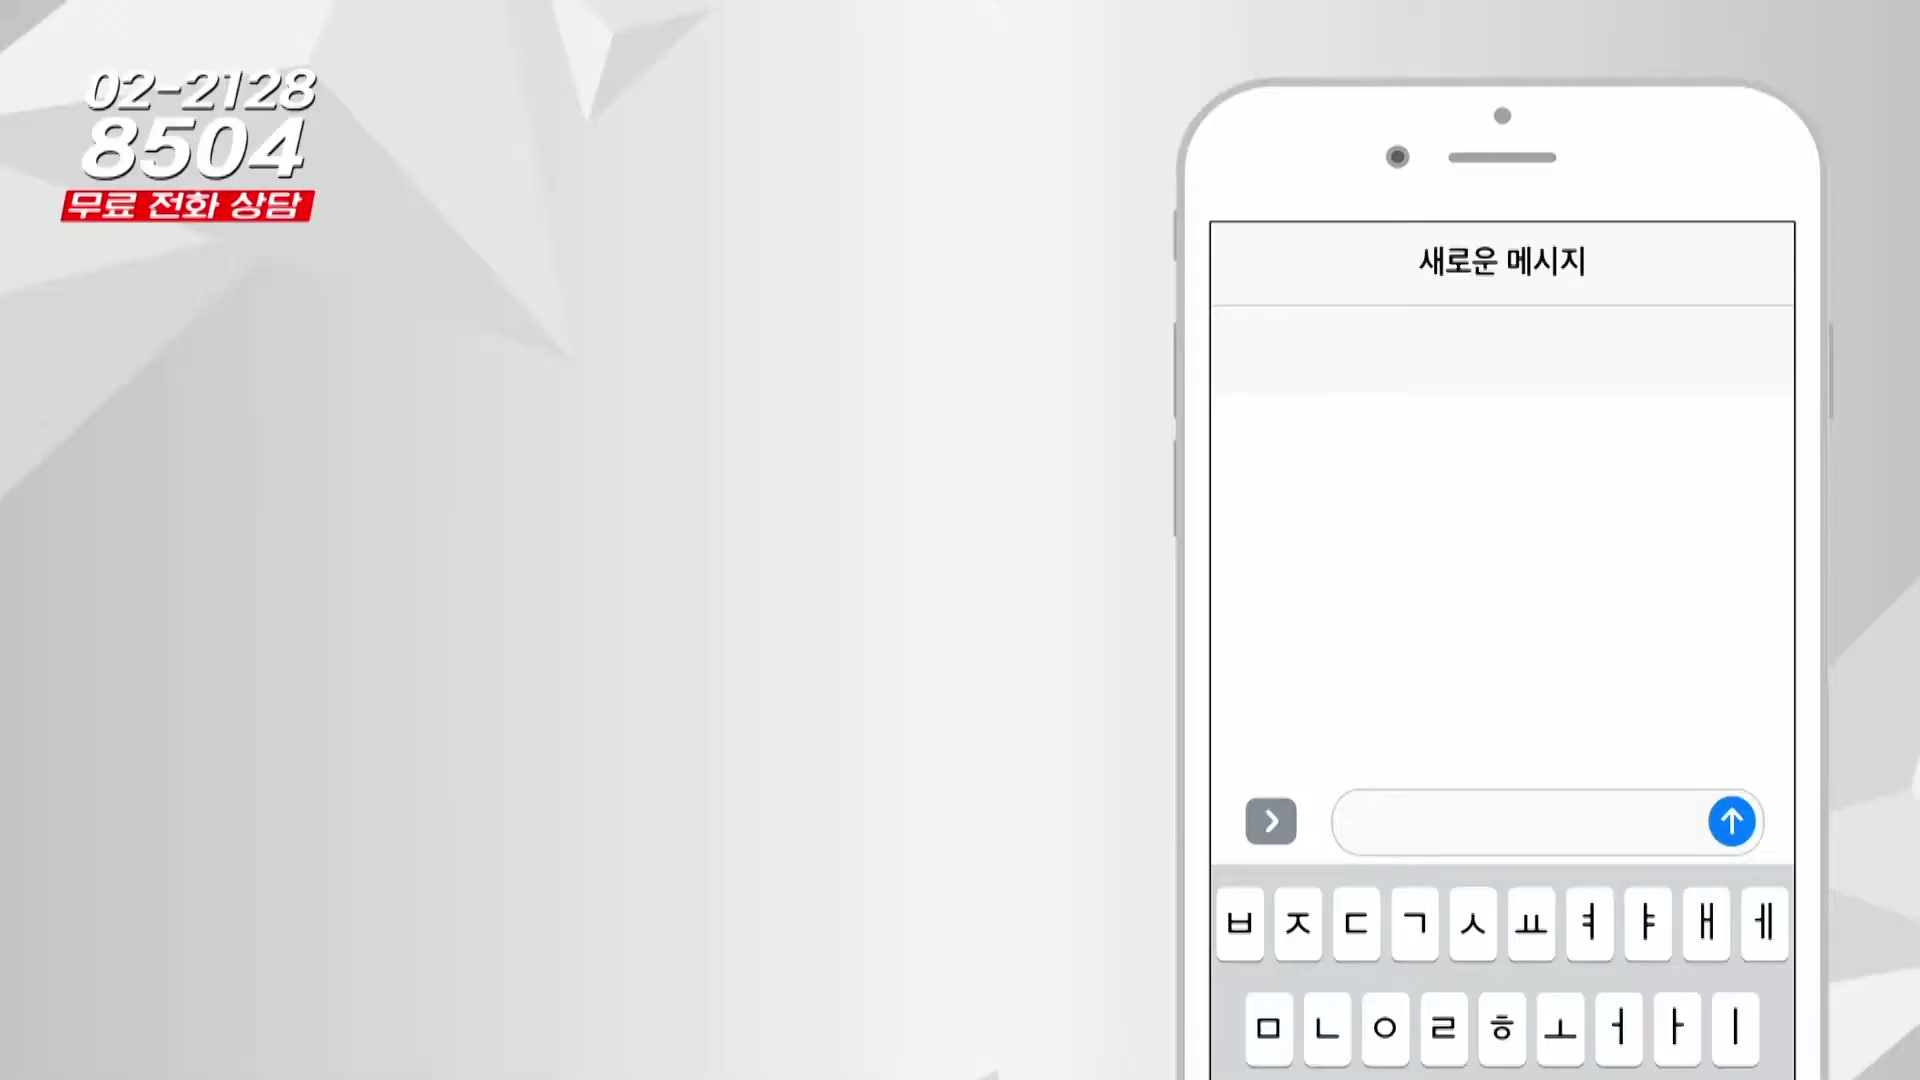 02-2128
8504
무료 전화 상담
새로운 메시지
ㅂ ㅈ ㄷ ㄱ ㅅ ㅛ ㅕ ㅑ ㅐ ㅔ
ㅁ ㄴ ㅇ ㄹ ㅎ ㅗ ㅓ ㅏ ㅣ